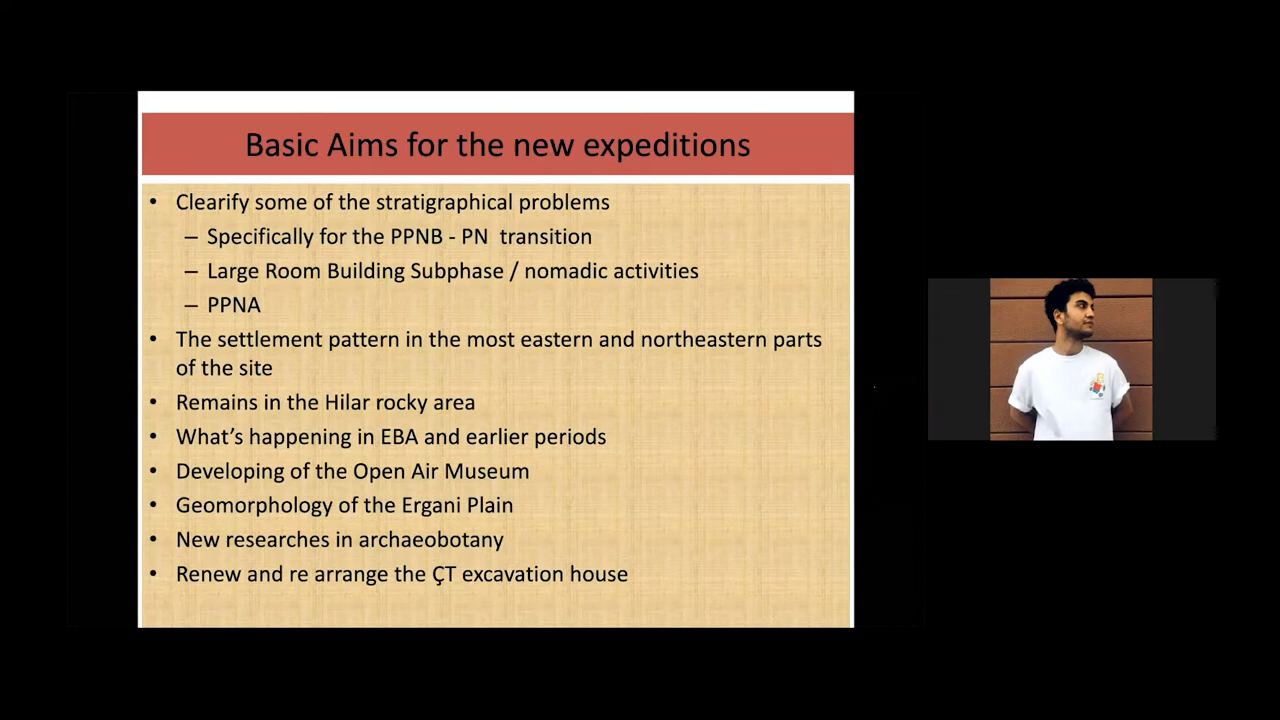 Basic Aims for the new expeditions
• Clearify some of the stratigraphical problems
– Specifically for the PPNB - PN transition
– Large Room Building Subphase / nomadic activities
– PPNA
• The settlement pattern in the most eastern and northeastern parts
of the site
• Remains in the Hilar rocky area
• What's happening in EBA and earlier periods
• Developing of the Open Air Museum
• Geomorphology of the Ergani Plain
• New researches in archaeobotany
• Renew and re arrange the ÇT excavation house